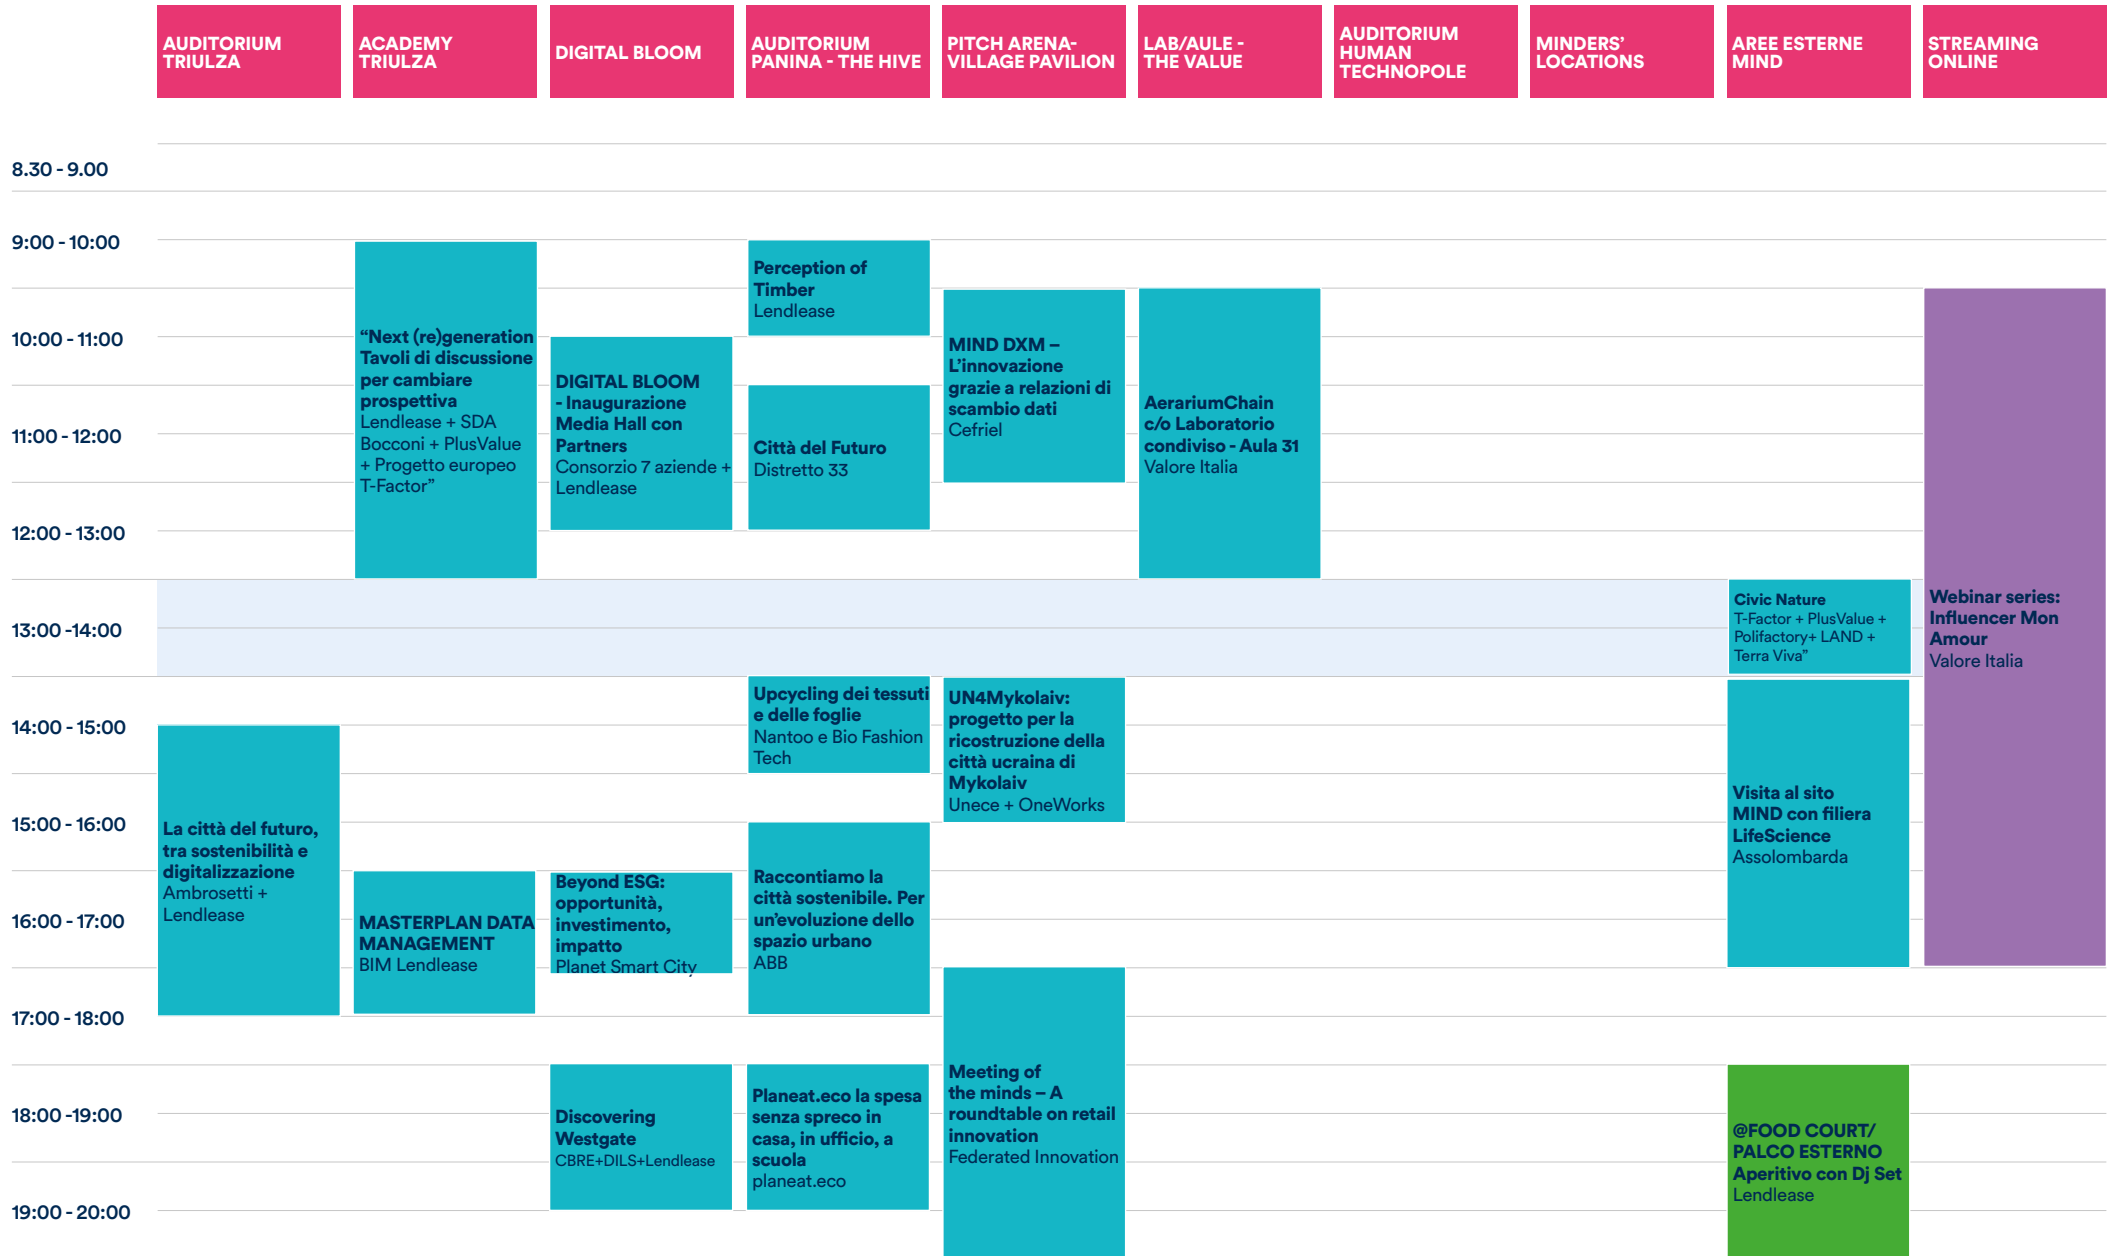 AUDITORIUM
TRIULZA
ACADEMY
TRIULZA
DIGITAL BLOOM
AUDITORIUM
PANINA - THE HIVE
PITCH ARENA-
VILLAGE PAVILION
LAB/AULE -
THE VALUE
AUDITORIUM
HUMAN
TECHNOPOLE
MINDERS’
LOCATIONS
AREE ESTERNE
MIND
STREAMING
ONLINE
8.30 - 9.00
9:00 - 10:00
10:00 - 11:00
11:00 - 12:00
12:00 - 13:00
13:00 -14:00
14:00 - 15:00
15:00 - 16:00
16:00 - 17:00
17:00 - 18:00
18:00 -19:00
19:00 - 20:00
La città del futuro,
tra sostenibilità e
digitalizzazione
Ambrosetti +
Lendlease
“Next (re)generation
Tavoli di discussione
per cambiare
prospettiva
Lendlease + SDA
Bocconi + PlusValue
+ Progetto europeo
T-Factor”
MASTERPLAN DATA
MANAGEMENT
BIM Lendlease
DIGITAL BLOOM
- Inaugurazione
Media Hall con
Partners
Consorzio 7 aziende +
Lendlease
Beyond ESG:
opportunità,
investimento,
impatto
Planet Smart City
Discovering
Westgate
CBRE+DILS+Lendlease
Perception of
Timber
Lendlease
Città del Futuro
Distretto 33
Upcycling dei tessuti
e delle foglie
Nantoo e Bio Fashion
Tech
Raccontiamo la
città sostenibile. Per
un’evoluzione dello
spazio urbano
ABB
Planeat.eco la spesa
senza spreco in
casa, in ufficio, a
scuola
planeat.eco
MIND DXM –
L’innovazione
grazie a relazioni di
scambio dati
Cefriel
UN4Mykolaiv:
progetto per la
ricostruzione della
città ucraina di
Mykolaiv
Unece + OneWorks
Meeting of
the minds – A
roundtable on retail
innovation
Federated Innovation
AerariumChain
c/o Laboratorio
condiviso - Aula 31
Valore Italia
Civic Nature
T-Factor + PlusValue +
Polifactory+ LAND +
Terra Viva”
Visita al sito
MIND con filiera
LifeScience
Assolombarda
@FOOD COURT/
PALCO ESTERNO
Aperitivo con Dj Set
Lendlease
Webinar series:
Influencer Mon
Amour
Valore Italia